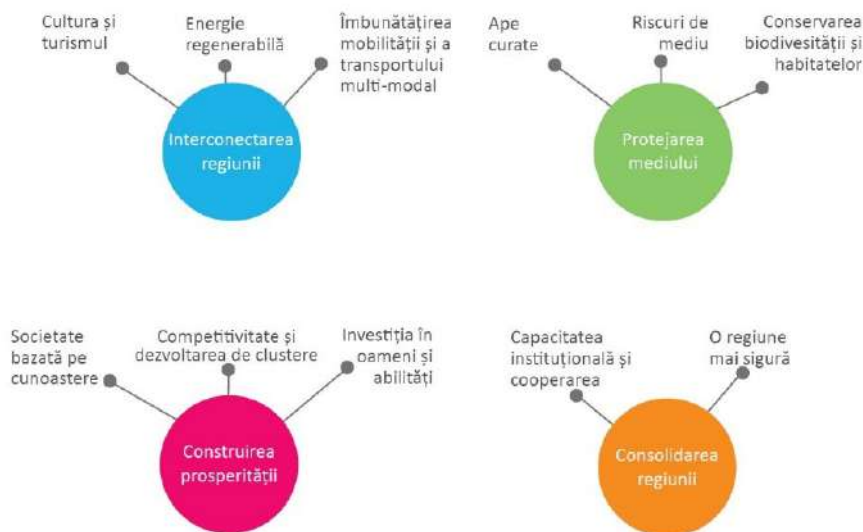 Cultura și
turismul
Energie
regenerabilă
Îmbunătățirea
mobilității și a
transportului
multi-modal
Interconectarea
regiunii
Ape
curate
Riscuri de
mediu
Conservarea
biodivesității și
habitatelor
Protejarea
mediului
Societate
bazată pe
cunoastere
Competitivitate și
dezvoltarea de clustere
Investiția în
oameni și
abilități
Construirea
prosperității
Capacitatea
instituțională și
cooperarea
O regiune
mai sigură
Consolidarea
regiunii